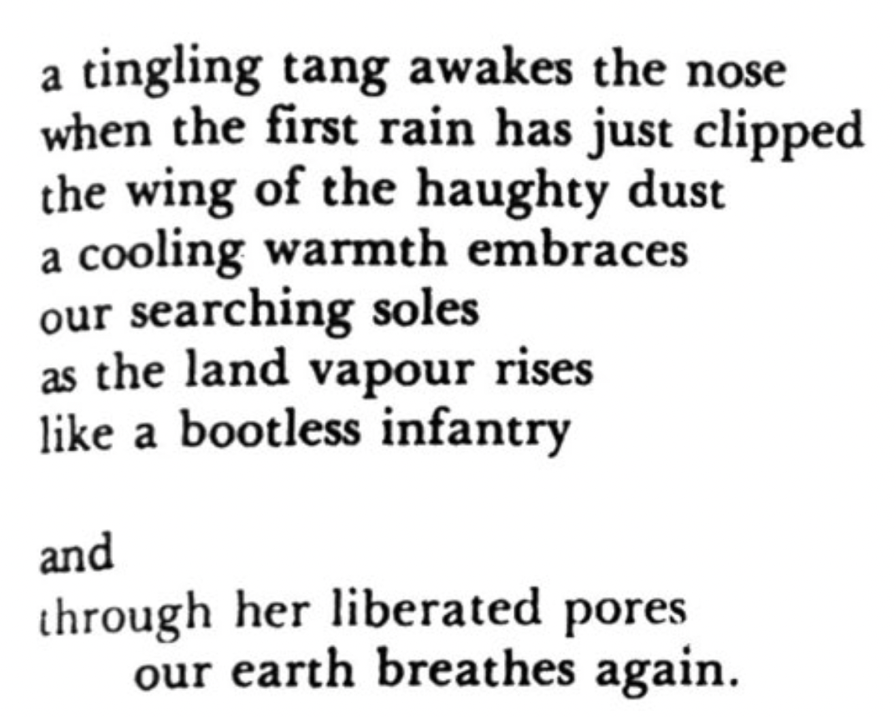 a tingling tang awakes the nose
when the first rain has just clipped
the wing of the haughty dust
a cooling warmth embraces
our searching soles
as the land vapour rises
like a bootless infantry
and
through her liberated pores
our earth breathes again.